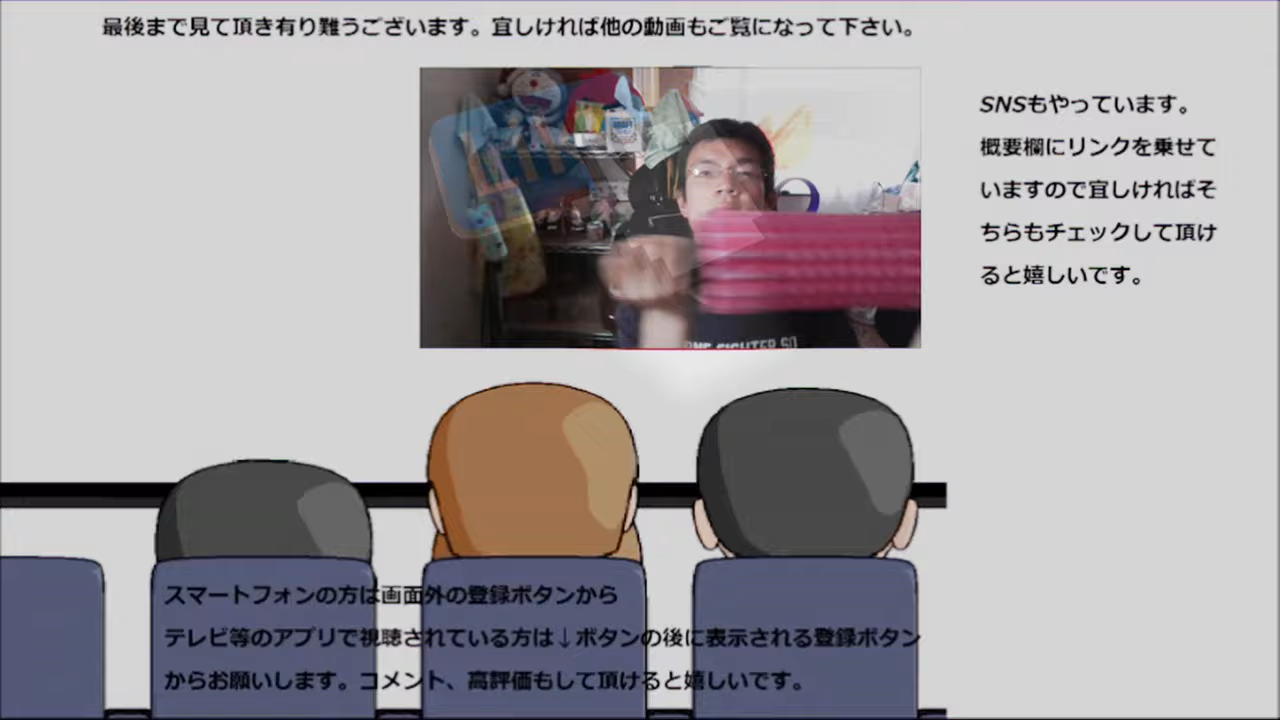 最後まで見て頂き有り難うございます。宜しければ他の動画もご覧になって下さい。
SNSもやっています。
概要欄にリンクを乗せて
いますので宜しければそ
ちらもチェックして頂け
ると嬉しいです。
スマートフォンの方は画面外の登録ボタンから
テレビ等のアプリで視聴されている方は↓ボタンの後に表示される登録ボタン
からお願いします。コメント、高評価もして頂けると嬉しいです。